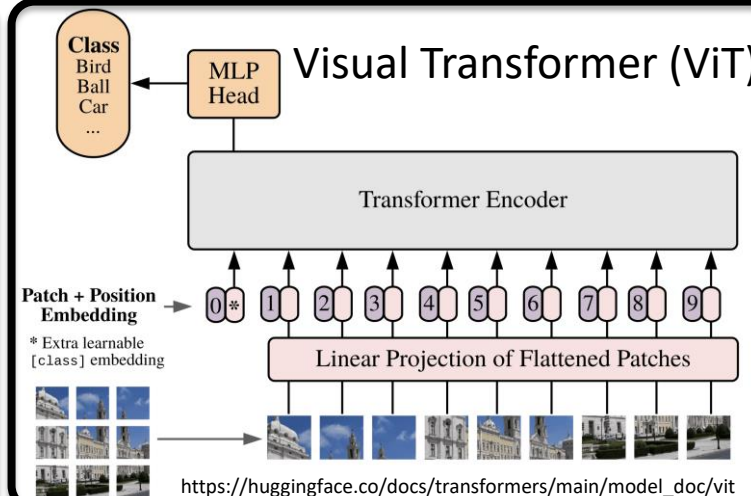 Visual Transformer (ViT)
Class
Bird
Ball
Car
...
MLP
Head
Transformer Encoder
Patch + Position
Embedding
0 * 1 2 3 4 5 6 7 8 9
* Extra learnable
[class] embedding
Linear Projection of Flattened Patches
https://huggingface.co/docs/transformers/main/model_doc/vit